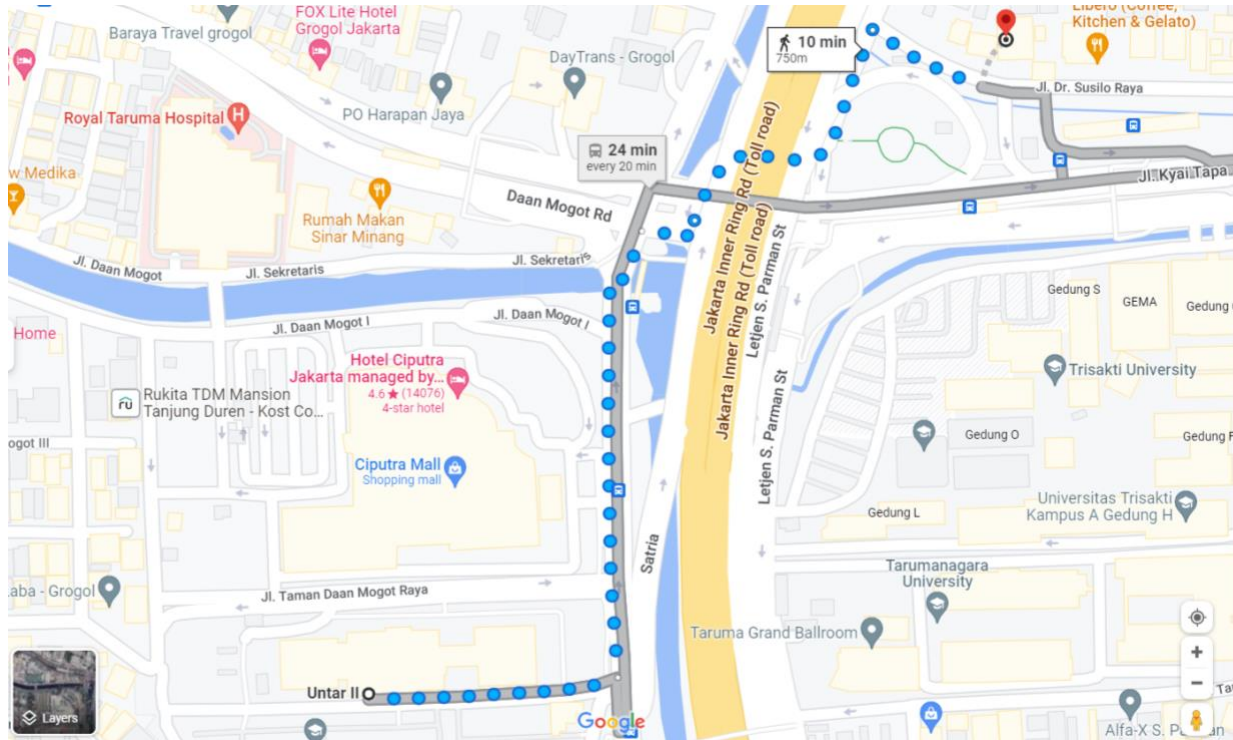 FOX Lite Hotel
Grogol Jakarta
Baraya Travel grogol
DayTrans - Grogol
10 min
750m
Libero (Coffee,
Kitchen & Gelato)
PO Harapan Jaya
Jl. Dr. Susilo Raya
Royal Taruma Hospital
H
24 min
every 20 min
w Medika
Jl. Kyai Tapa
Daan Mogot Rd
Rumah Makan
Sinar Minang
Jakarta Inner Ring Rd (Toll road)
Jakarta Inner Ring Rd (Toll road)
Letjen S. Parman St
Jl. Daan Mogot
Jl. Sekretaris
Jl. Sekretaris
Gedung S
GEMA
Gedung
Jl. Daan Mogot I
Jl. Daan Mogot I
Home
Hotel Ciputra
Jakarta managed by...
4.6★(14076)
4-star hotel
Trisakti University
Rukita TDM Mansion
Tanjung Duren - Kost Co...
ru
Letjen S. Parman St
ogot III
Gedung O
Gedung F
Ciputra Mall
Shopping mall
Universitas Trisakti
Kampus A Gedung H
Gedung L
Satria
Tarumanagara
University
aba - Grogol
Jl. Taman Daan Mogot Raya
Taruma Grand Ballroom
Untar II
Layers
Google
Alfa-X S. P